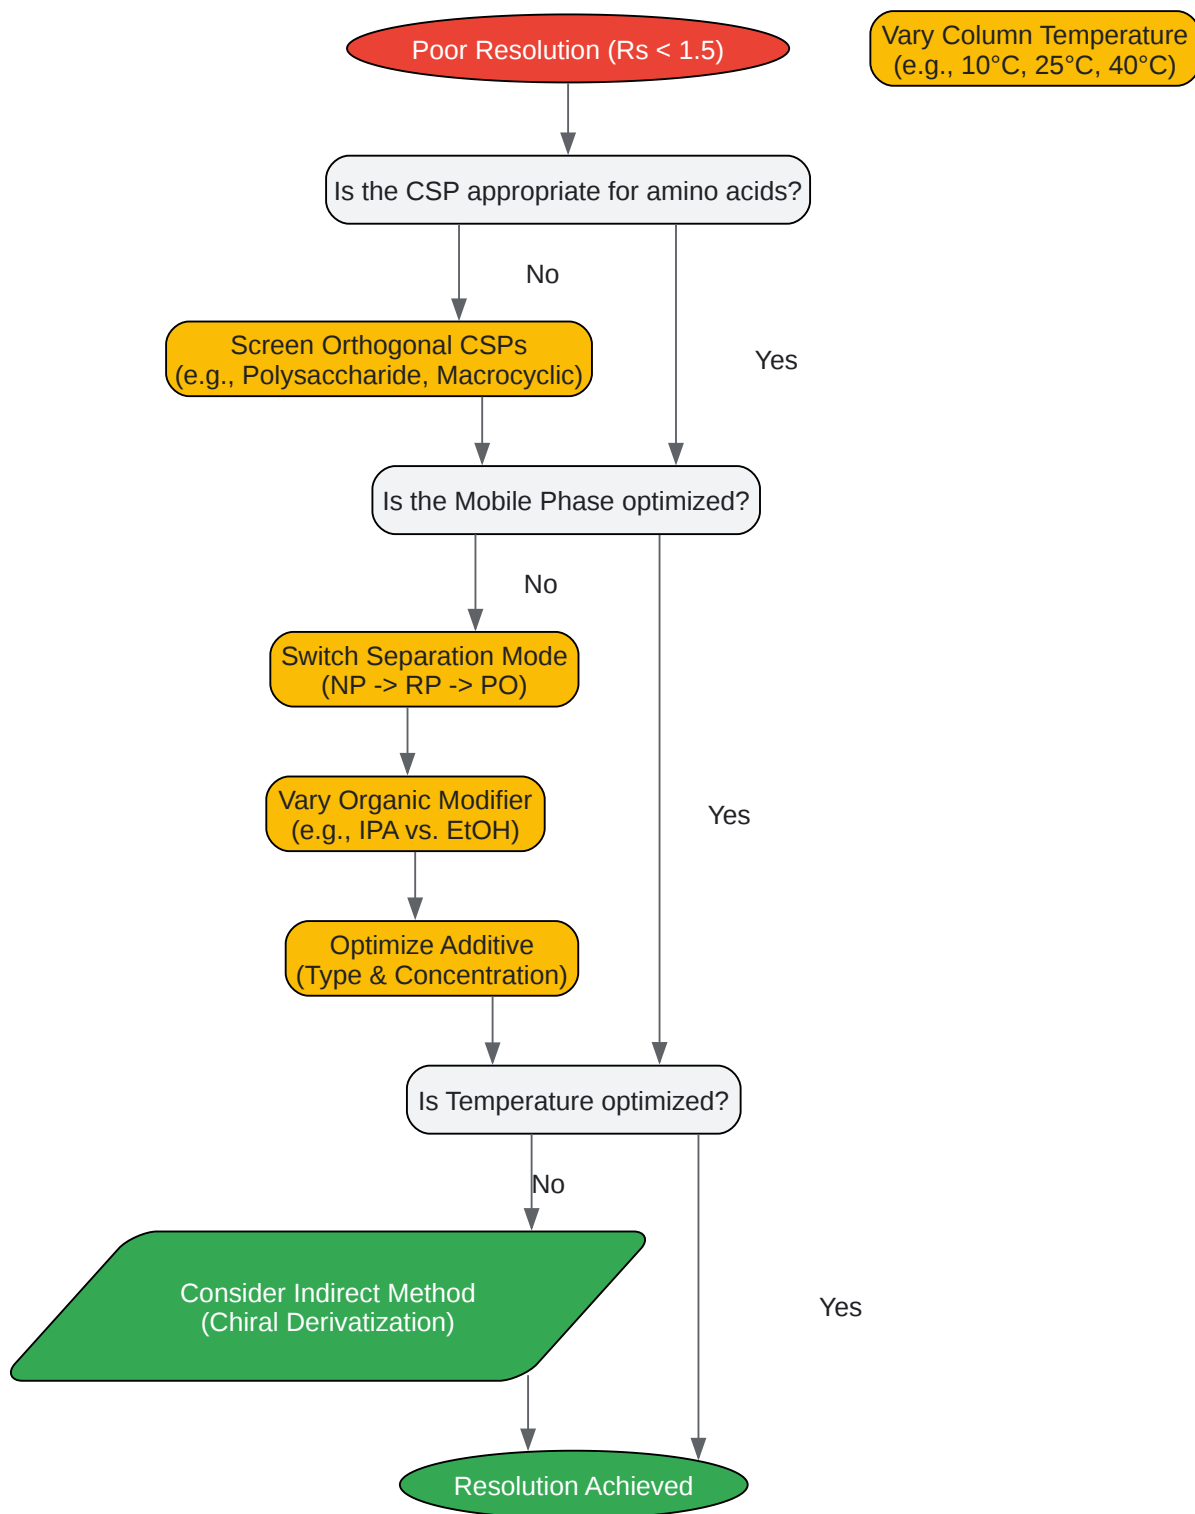 Poor Resolution (Rs < 1.5)
Vary Column Temperature
(e.g., 10°C, 25°C, 40°C)
Is the CSP appropriate for amino acids?
No
Screen Orthogonal CSPs
(e.g., Polysaccharide, Macrocyclic)
Yes
Is the Mobile Phase optimized?
No
Switch Separation Mode
(NP -> RP -> PO)
Vary Organic Modifier
(e.g., IPA vs. EtOH)
Yes
Optimize Additive
(Type & Concentration)
Is Temperature optimized?
No
Consider Indirect Method
(Chiral Derivatization)
Yes
Resolution Achieved